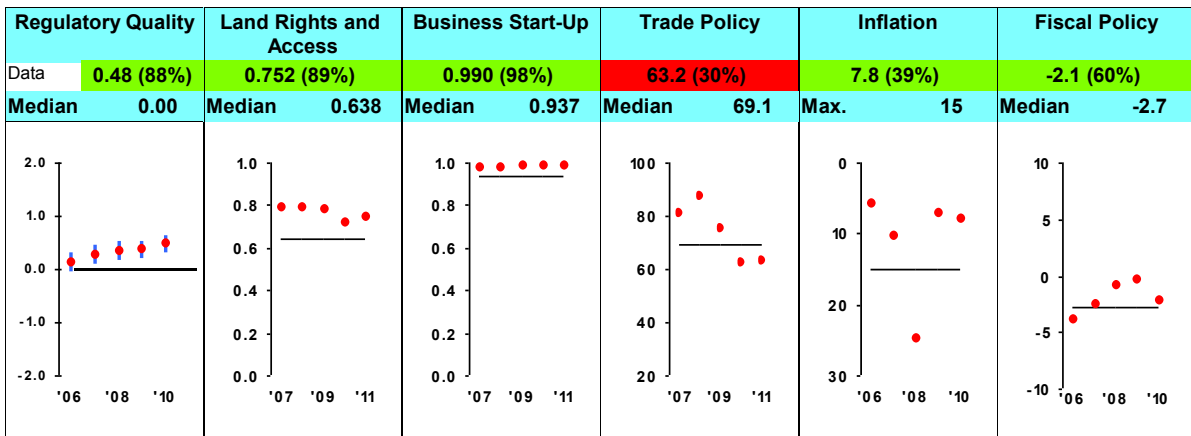 Regulatory Quality
Land Rights and
Access
Business Start-Up
Trade Policy
Inflation
Fiscal Policy
Data 0.48 (88%)
0.752 (89%)
0.990 (98%)
63.2 (30%)
7.8 (39%)
-2.1 (60%)
Median 0.00
Median 0.638
Median 0.937
Median 69.1
Max. 15
Median -2.7
2.0
1.0
0.0
-1.0
-2.0
'06 '08 '10
1.0
0.8
0.6
0.4
0.2
0.0
'07 '09 '11
1.0
0.8
0.6
0.4
0.2
0.0
'07 '09 '11
100
80
60
40
20
'07 '09 '11
0
10
20
30
'06 '08 '10
10
5
0
-5
-10
'06 '08 '10